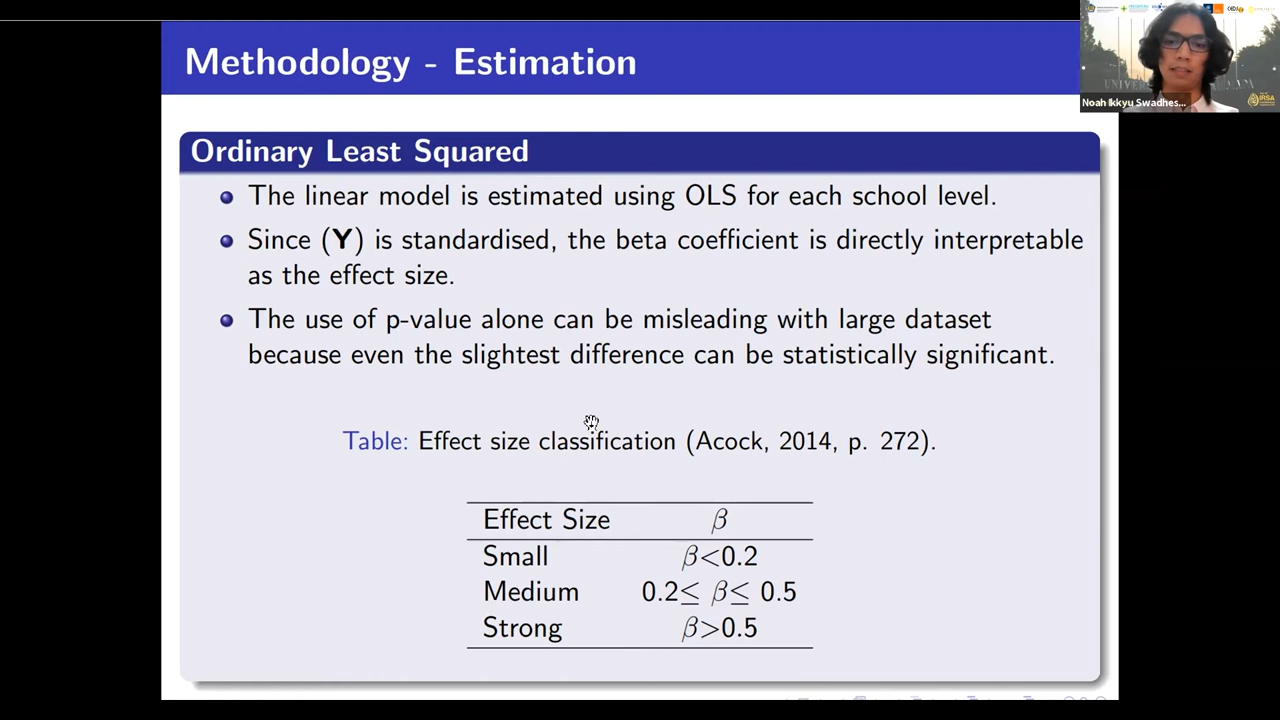 Methodology - Estimation
Noah Ikkyu Swadhes...
IRSA
Ordinary Least Squared
The linear model is estimated using OLS for each school level.
Since (Y) is standardised, the beta coefficient is directly interpretable
as the effect size.
The use of p-value alone can be misleading with large dataset
because even the slightest difference can be statistically significant.
Table: Effect size classification (Acock, 2014, p. 272).
Effect Size β
Small β<0.2
Medium 0.2≤ β≤ 0.5
Strong β>0.5